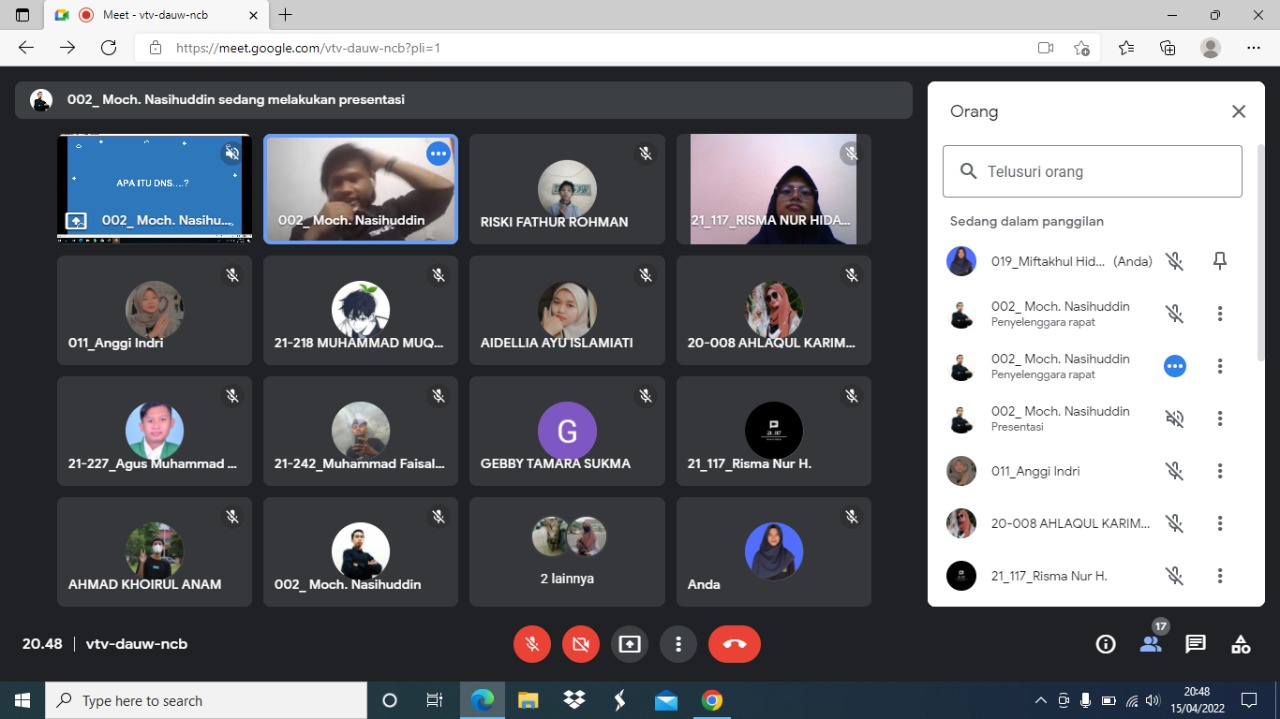 Meet - vtv-dauw-ncb
https://meet.google.com/vtv-dauw-ncb?pli=1
002_ Moch. Nasihuddin sedang melakukan presentasi
APA ITU DNS....?
002_ Moch. Nasihu...
002_ Moch. Nasihuddin
RISKI FATHUR ROHMAN
21_117_RISMA NUR HIDA...
011_Anggi Indri
21-218 MUHAMMAD MUQ...
AIDELLIA AYU ISLAMIATI
20-008 AHLAQUL KARIM...
21-227_Agus Muhammad ...
21-242_Muhammad Faisal...
G
GEBBY TAMARA SUKMA
21_117_Risma Nur H.
AHMAD KHOIRUL ANAM
002_ Moch. Nasihuddin
2 lainnya
Anda
Orang
Telusuri orang
Sedang dalam panggilan
019_Miftakhul Hid... (Anda)
002_ Moch. Nasihuddin
Penyelenggara rapat
002_ Moch. Nasihuddin
Penyelenggara rapat
002_ Moch. Nasihuddin
Presentasi
011_Anggi Indri
20-008 AHLAQUL KARIM...
21_117_Risma Nur H.
20.48 | vtv-dauw-ncb
17
Type here to search
20:48
15/04/2022